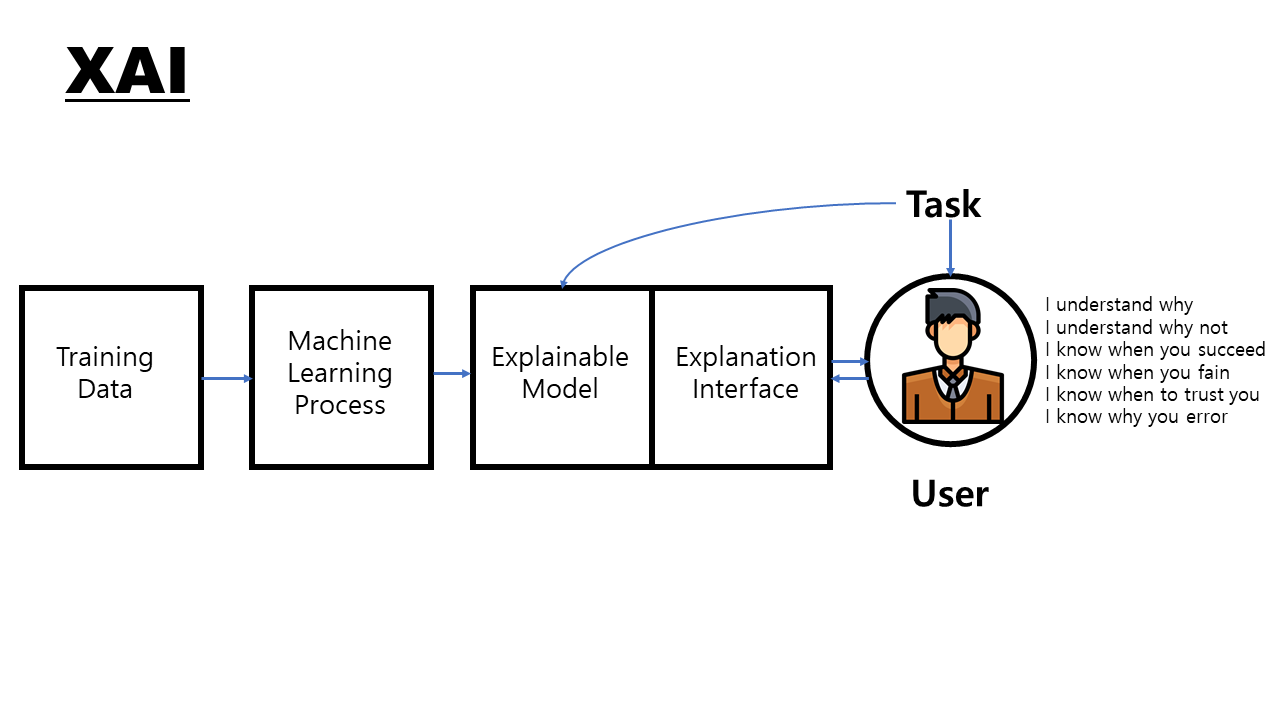 XAI
Task
Training
Data
Machine
Learning
Process
Explainable
Model
Explanation
Interface
I understand why
I understand why not
I know when you succeed
I know when you fain
I know when to trust you
I know why you error
User